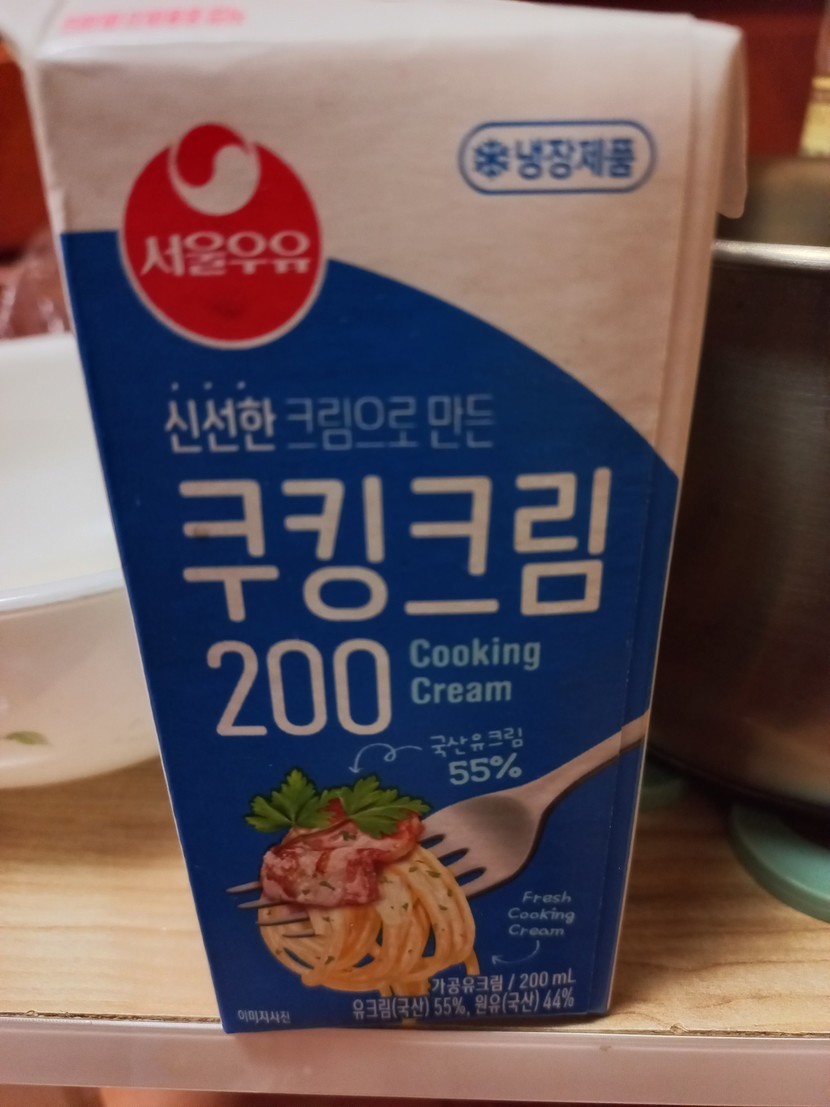 서울우유
냉장제품
신선한 크림으로 만든
쿠킹크림
200 Cooking
Cream
국산유크림
55%
Fresh
Cooking
Cream
가공유크림 / 200 mL
유크림(국산) 55%, 원유(국산) 44%
이미지사진